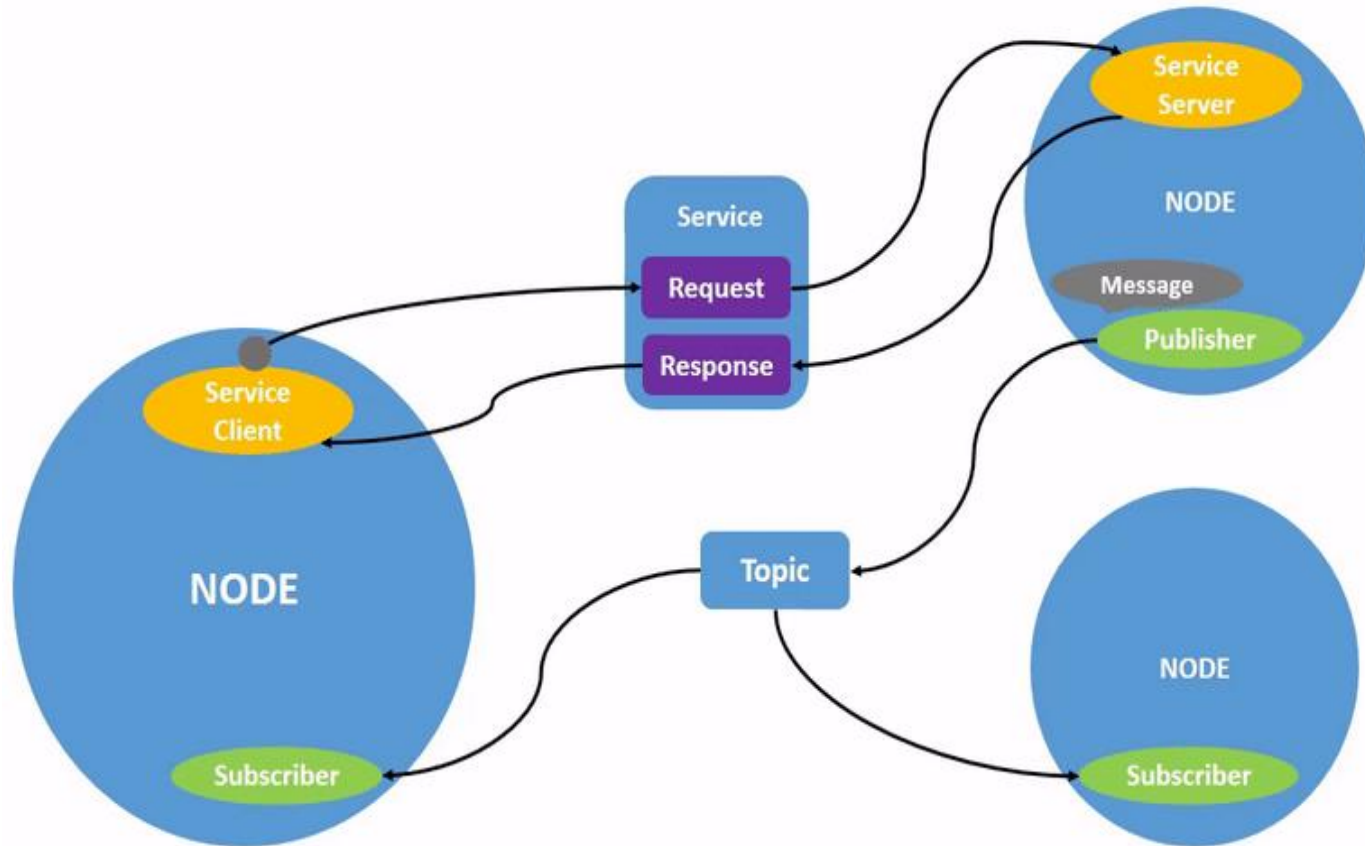 Service
Server
NODE
Message
Publisher
Service
Request
Response
Service
Client
NODE
Subscriber
Topic
NODE
Subscriber